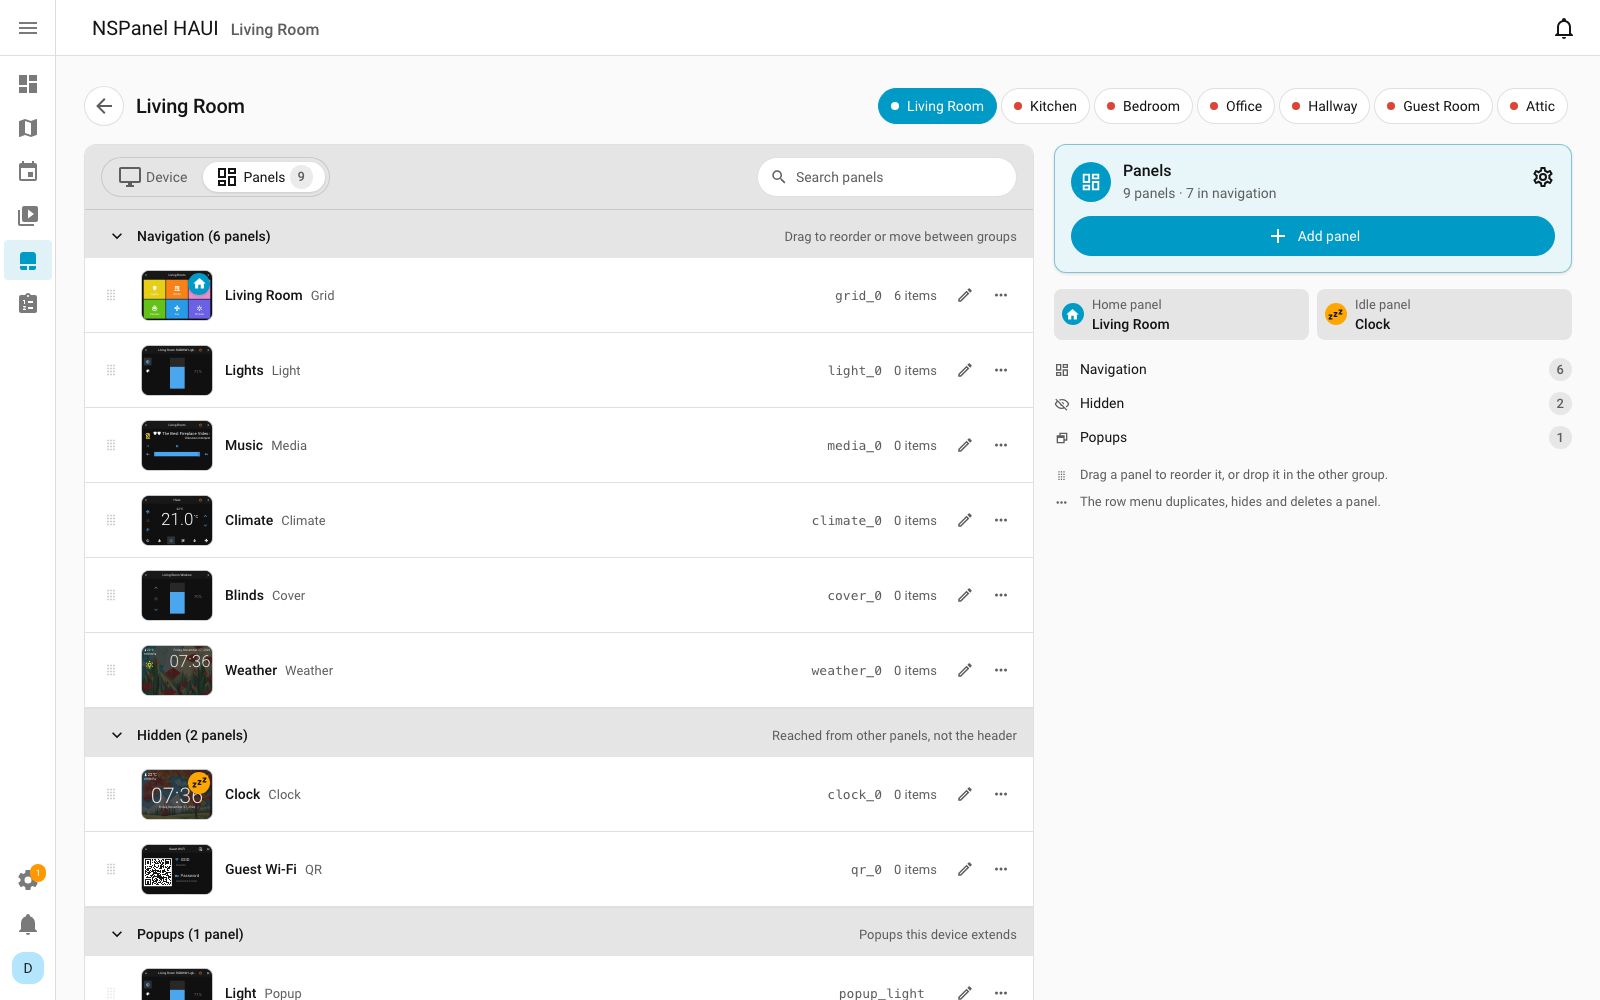 NSPanel HAUI Living Room
Living Room
Living Room Kitchen Bedroom Office Hallway Guest Room Attic
Device Panels 9
Search panels
Panels
9 panels · 7 in navigation
Add panel
Navigation (6 panels) Drag to reorder or move between groups
Living Room Grid grid_0 6 items
Lights Light light_0 0 items
Music Media media_0 0 items
21.0
Climate Climate climate_0 0 items
Blinds Cover cover_0 0 items
07:36
Weather Weather weather_0 0 items
Hidden (2 panels) Reached from other panels, not the header
07:36
zzz
Clock Clock clock_0 0 items
Guest Wi-Fi QR qr_0 0 items
Popups (1 panel) Popups this device extends
Light Popup popup_light
Home panel
Living Room
zzz
Idle panel
Clock
Navigation 6
Hidden 2
Popups 1
Drag a panel to reorder it, or drop it in the other group.
The row menu duplicates, hides and deletes a panel.
1
D